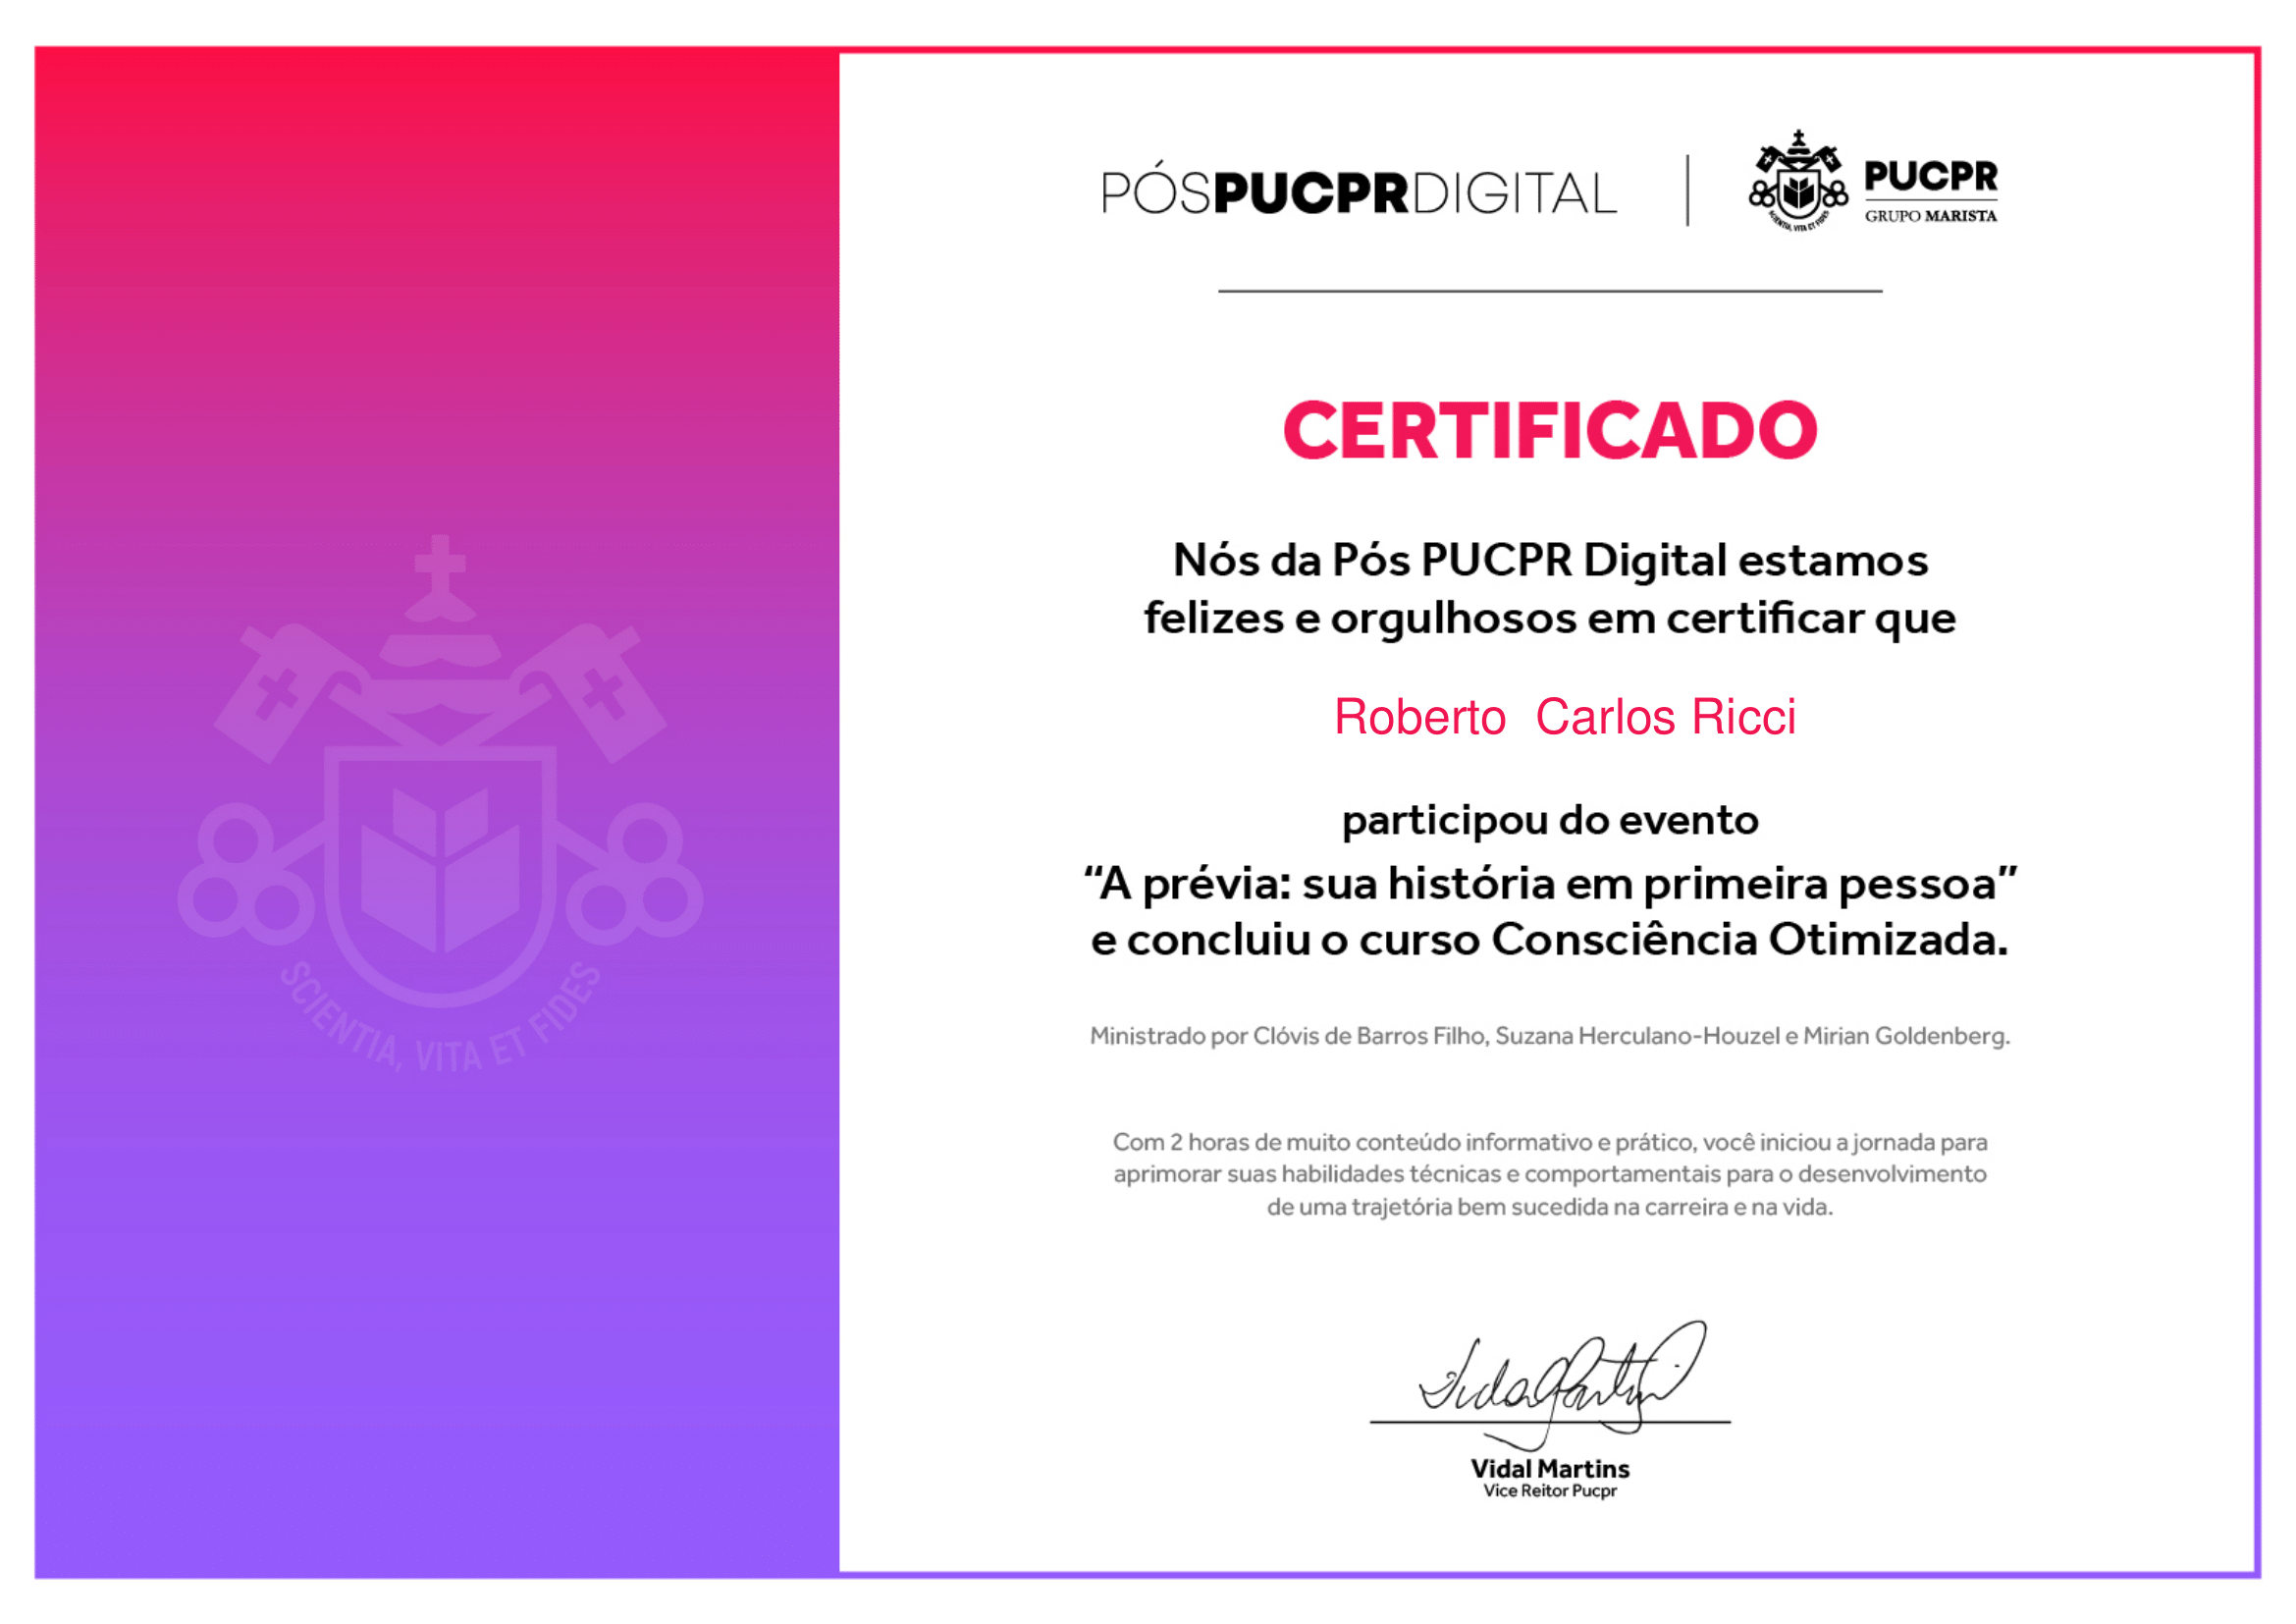 PÓSPUCPRDIGITAL
PUCPR
GRUPO MARISTA
SCIENTIA, VITA ET FIDES
CERTIFICADO
Nós da Pós PUCPR Digital estamos
felizes e orgulhosos em certificar que
Roberto  Carlos Ricci
participou do evento
“A prévia: sua história em primeira pessoa”
e concluiu o curso Consciência Otimizada.
Ministrado por Clóvis de Barros Filho, Suzana Herculano-Houzel e Mirian Goldenberg.
Com 2 horas de muito conteúdo informativo e prático, você iniciou a jornada para
aprimorar suas habilidades técnicas e comportamentais para o desenvolvimento
de uma trajetória bem sucedida na carreira e na vida.
Vidal Martins
Vice Reitor Pucpr
SCIENTIA, VITA ET FIDES